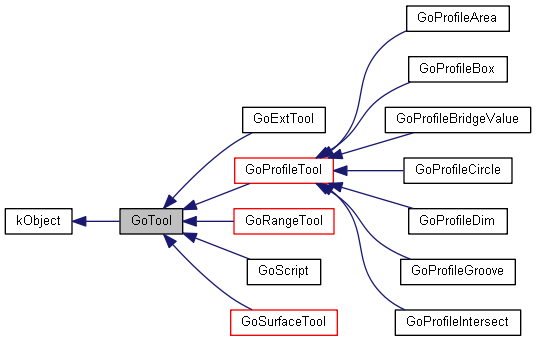 kObject
GoTool
GoExtTool
GoProfileTool
GoRangeTool
GoScript
GoSurfaceTool
GoProfileArea
GoProfileBox
GoProfileBridgeValue
GoProfileCircle
GoProfileDim
GoProfileGroove
GoProfileIntersect